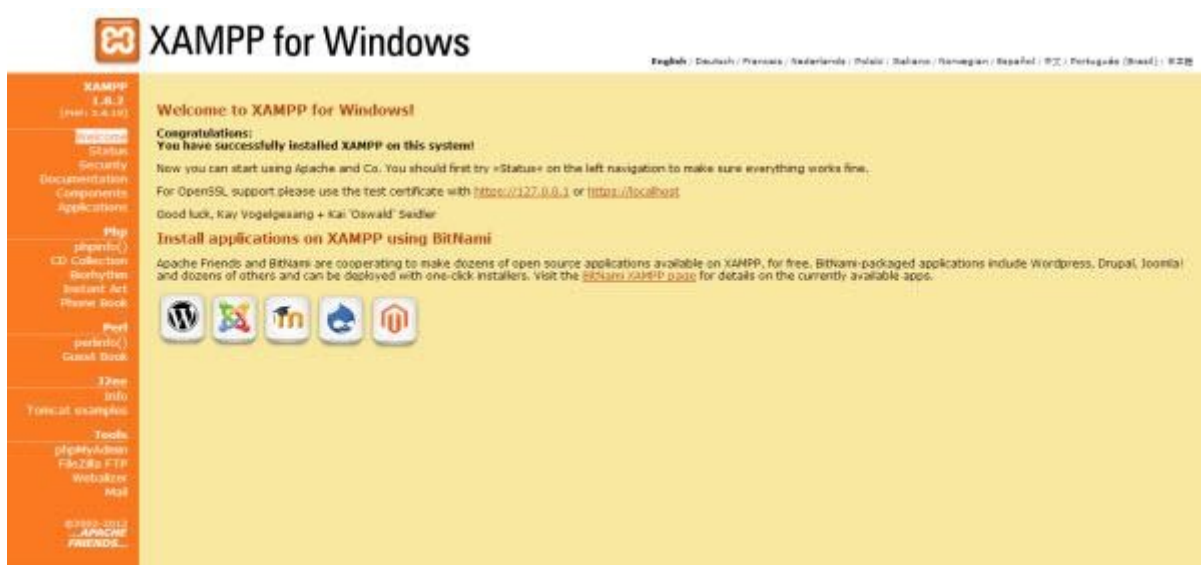 XAMPP for Windows
English / Deutsch / Francais / Nederlands / Polski / Italiano / Norwegian / Español / 中文 / Português (Brasil) / 日本語
XAMPP
1.8.2
Welcome
Status
Security
Documentation
Components
Applications
Php
phpinfo()
CD Collection
Biorhythm
Instant Art
Phone Book
Perl
perlinfo()
Guest Book
J2ee
Info
Tomcat examples
Tools
phpMyAdmin
FileZilla FTP
Webalizer
Mail
©2002-2012
...APACHE
FRIENDS...
Welcome to XAMPP for Windows!
Congratulations:
You have successfully installed XAMPP on this system!
Now you can start using Apache and Co. You should first try »Status« on the left navigation to make sure everything works fine.
For OpenSSL support please use the test certificate with https://127.0.0.1 or https://localhost
Good luck, Kay Vogelgesang + Kai 'Oswald' Seidler
Install applications on XAMPP using BitNami
Apache Friends and BitNami are cooperating to make dozens of open source applications available on XAMPP, for free. BitNami-packaged applications include Wordpress, Drupal, Joomla!
and dozens of others and can be deployed with one-click installers. Visit the BitNami XAMPP page for details on the currently available apps.